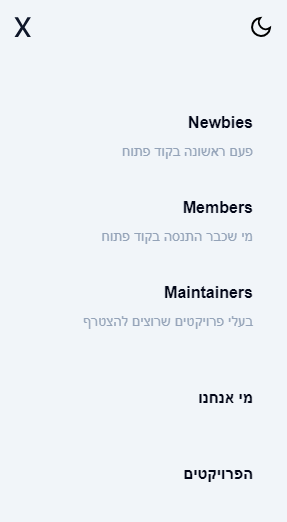 X
Newbies
פעם ראשונה בקוד פתוח
Members
מי שכבר התנסה בקוד פתוח
Maintainers
בעלי פרויקטים שרוצים להצטרף
מי אנחנו
הפרויקטים